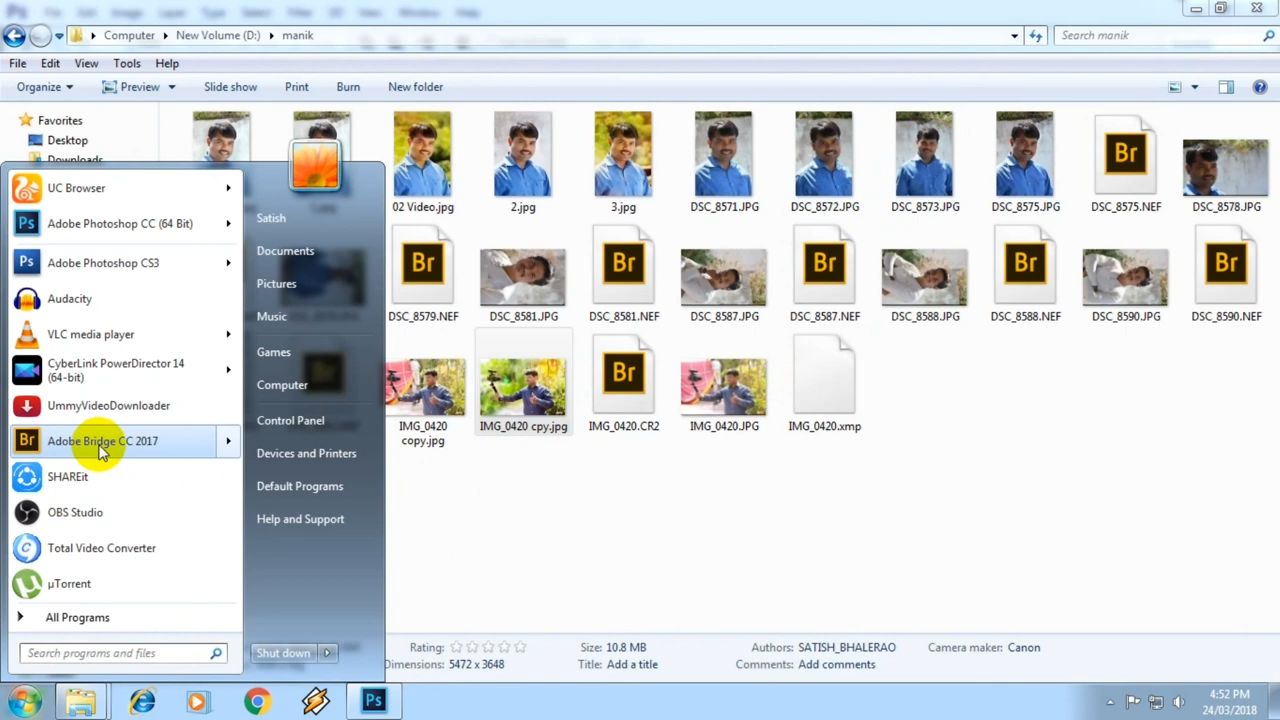 Computer New Volume (D:) manik
Search manik
File Edit View Tools Help
Organize Preview Slide show Print Burn New folder
Favorites
Desktop
Downloads
02 Video.jpg 2.jpg 3.jpg DSC_8571.JPG DSC_8572.JPG DSC_8573.JPG DSC_8575.JPG DSC_8575.NEF DSC_8578.JPG
DSC_8579.NEF DSC_8581.JPG DSC_8581.NEF DSC_8587.JPG DSC_8587.NEF DSC_8588.JPG DSC_8588.NEF DSC_8590.JPG DSC_8590.NEF
IMG_0420 copy.jpg IMG_0420 cpy.jpg IMG_0420.CR2 IMG_0420.JPG IMG_0420.xmp
UC Browser
Adobe Photoshop CC (64 Bit)
Adobe Photoshop CS3
Audacity
VLC media player
CyberLink PowerDirector 14
(64-bit)
UmmyVideoDownloader
Adobe Bridge CC 2017
SHAREit
OBS Studio
Total Video Converter
µTorrent
All Programs
Search programs and files
Satish
Documents
Pictures
Music
Games
Computer
Control Panel
Devices and Printers
Default Programs
Help and Support
Shut down
Rating: Size: 10.8 MB Authors: SATISH_BHALERAO Camera maker: Canon
Dimensions: 5472 x 3648 Title: Add a title Comments: Add comments
4:52 PM
24/03/2018